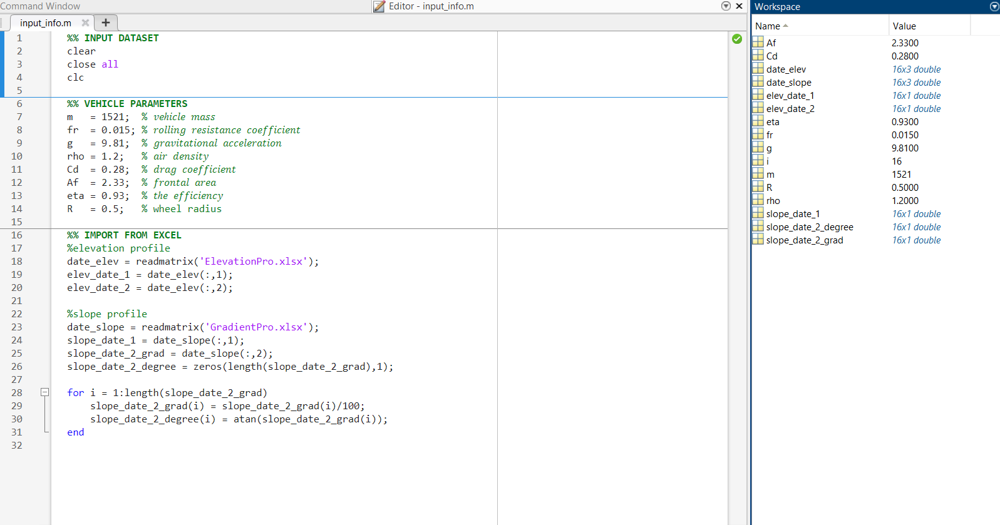 Command Window
Editor - input_info.m
input_info.m
1 %% INPUT DATASET
2 clear
3 close all
4 clc
5
6 %% VEHICLE PARAMETERS
7 m   = 1521;  % vehicle mass
8 fr  = 0.015; % rolling resistance coefficient
9 g   = 9.81;  % gravitational acceleration
10 rho = 1.2;   % air density
11 Cd  = 0.28;  % drag coefficient
12 Af  = 2.33;  % frontal area
13 eta = 0.93;  % the efficiency
14 R   = 0.5;   % wheel radius
15
16 %% IMPORT FROM EXCEL
17 %elevation profile
18 date_elev = readmatrix('ElevationPro.xlsx');
19 elev_date_1 = date_elev(:,1);
20 elev_date_2 = date_elev(:,2);
21
22 %slope profile
23 date_slope = readmatrix('GradientPro.xlsx');
24 slope_date_1 = date_slope(:,1);
25 slope_date_2_grad = date_slope(:,2);
26 slope_date_2_degree = zeros(length(slope_date_2_grad),1);
27
28 for i = 1:length(slope_date_2_grad)
29     slope_date_2_grad(i) = slope_date_2_grad(i)/100;
30     slope_date_2_degree(i) = atan(slope_date_2_grad(i));
31 end
32
Workspace
Name Value
Af 2.3300
Cd 0.2800
date_elev 16x3 double
date_slope 16x3 double
elev_date_1 16x1 double
elev_date_2 16x1 double
eta 0.9300
fr 0.0150
g 9.8100
i 16
m 1521
R 0.5000
rho 1.2000
slope_date_1 16x1 double
slope_date_2_degree 16x1 double
slope_date_2_grad 16x1 double